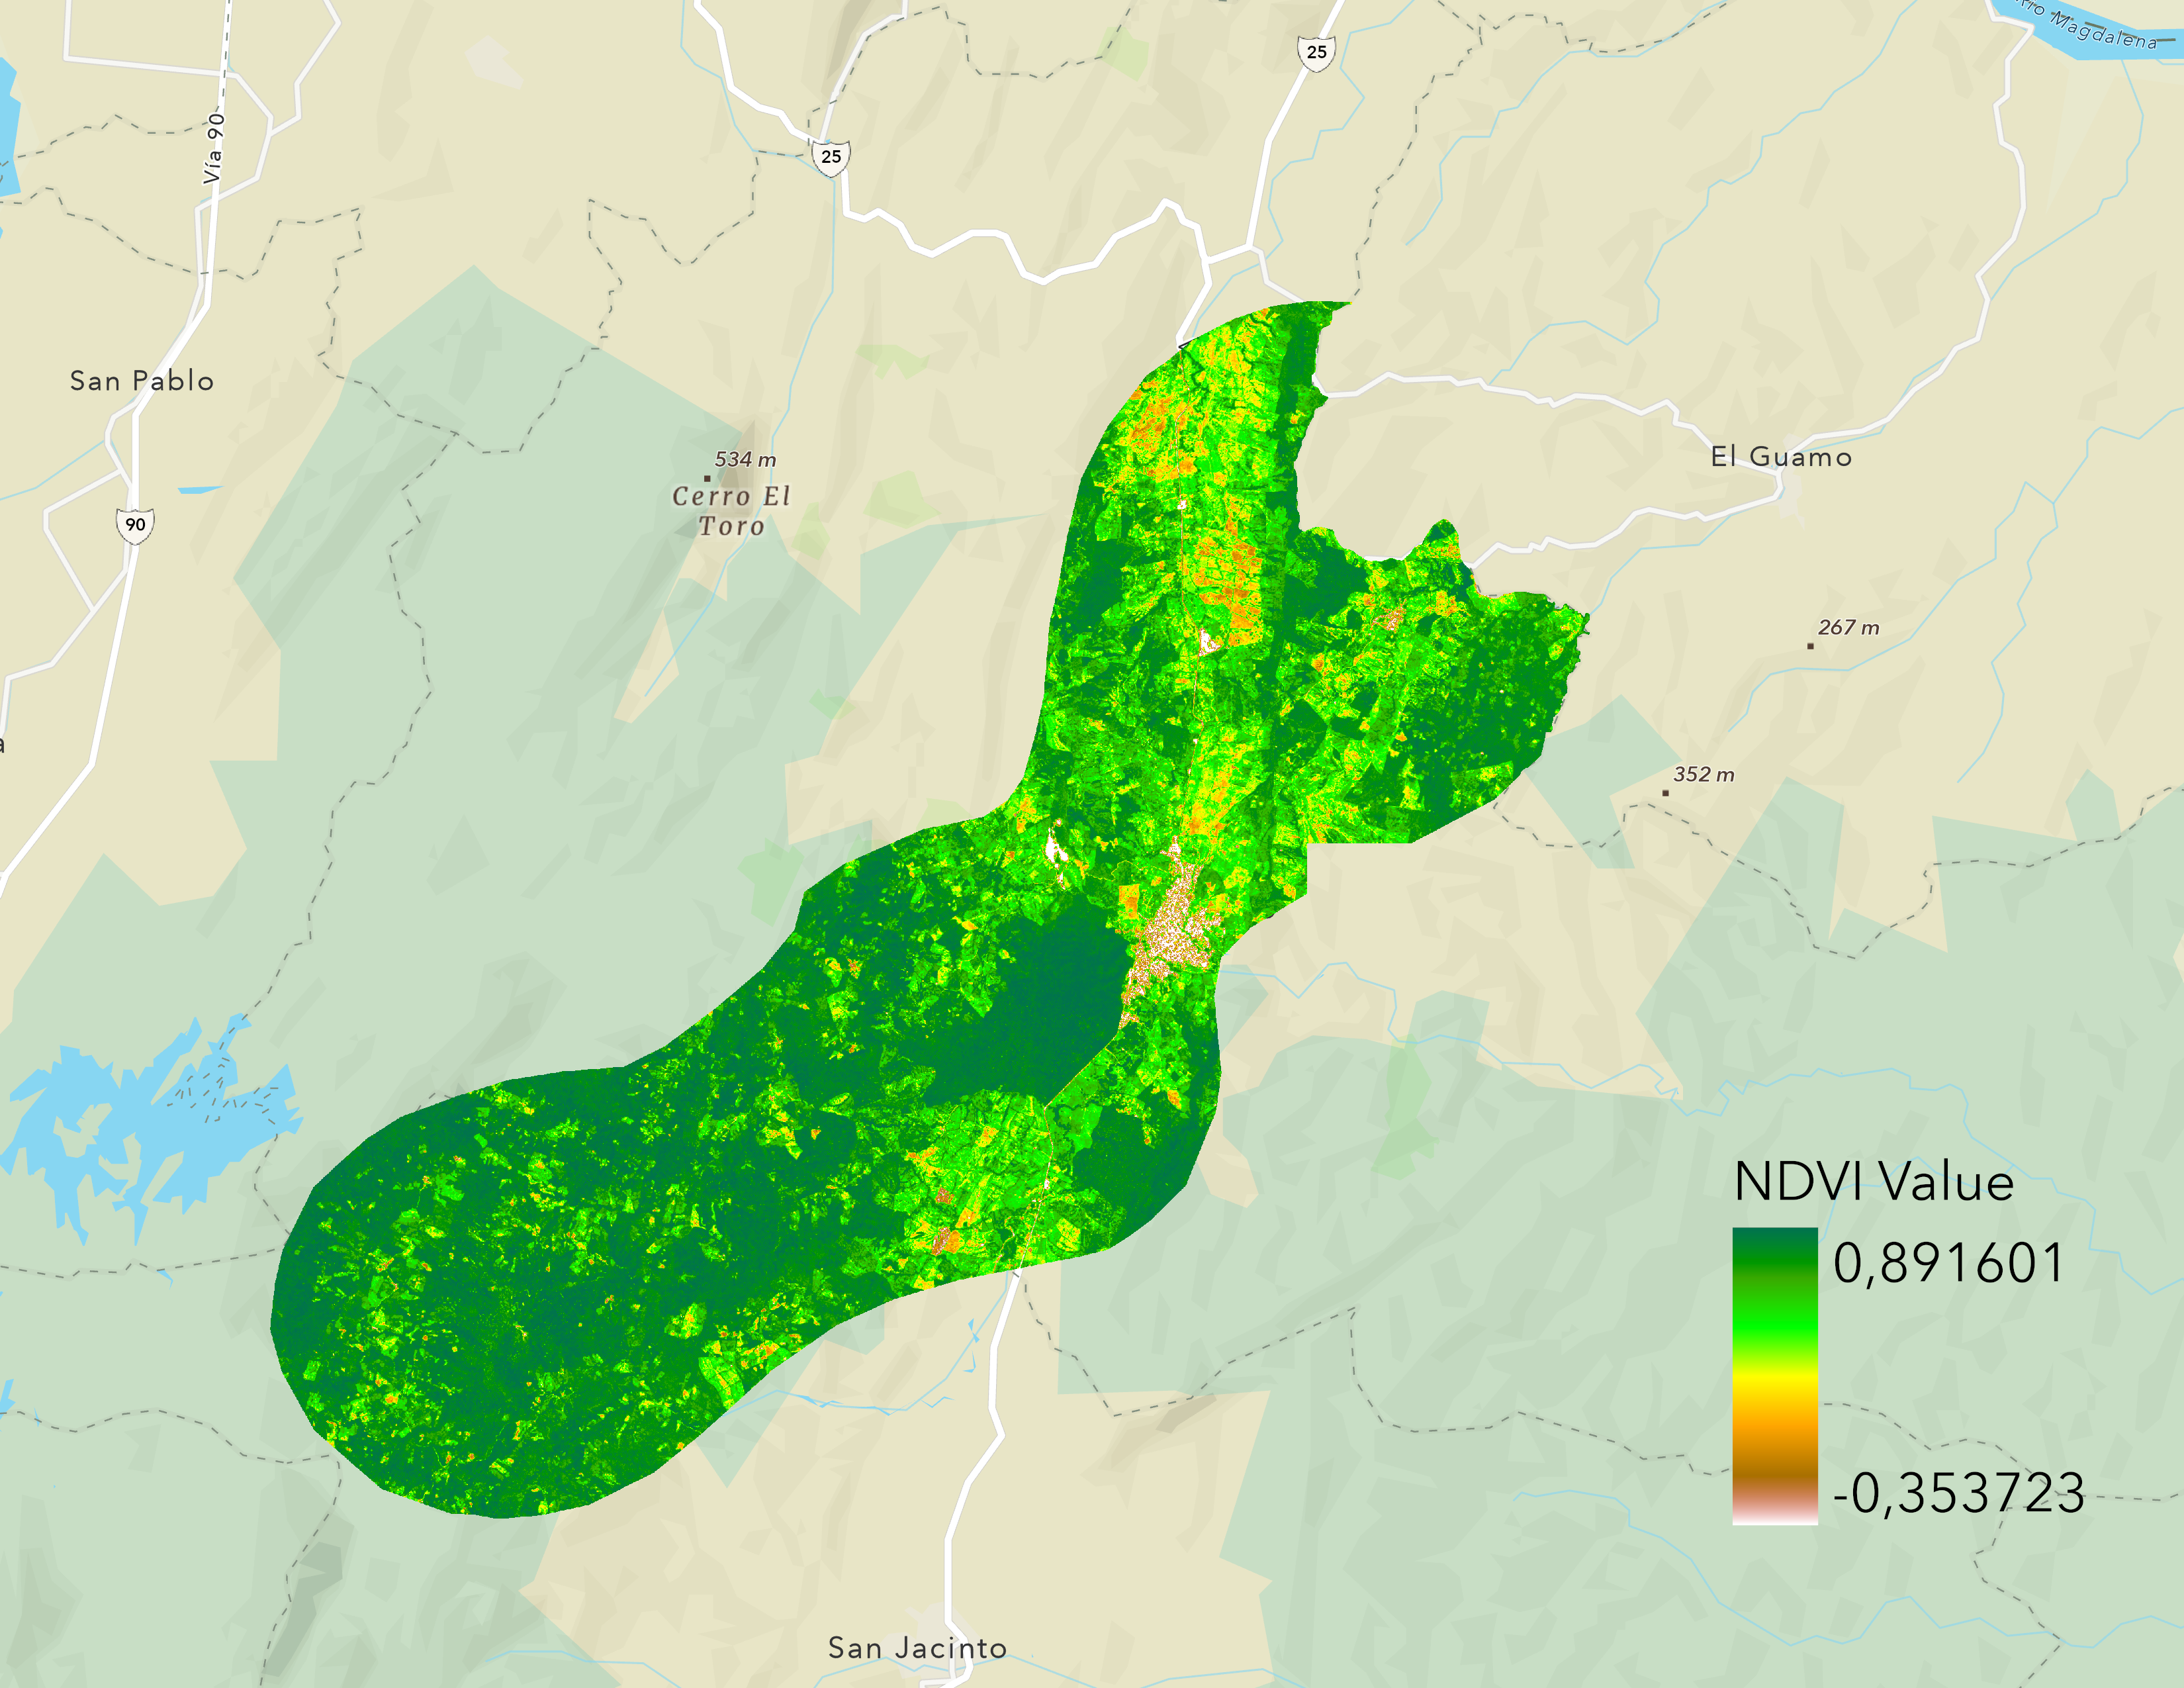 Río Magdalena
25
Vía 90
25
San Pablo
El Guamo
534 m
Cerro El
Toro
90
267 m
a
352 m
NDVI Value
0,891601
-0,353723
San Jacinto